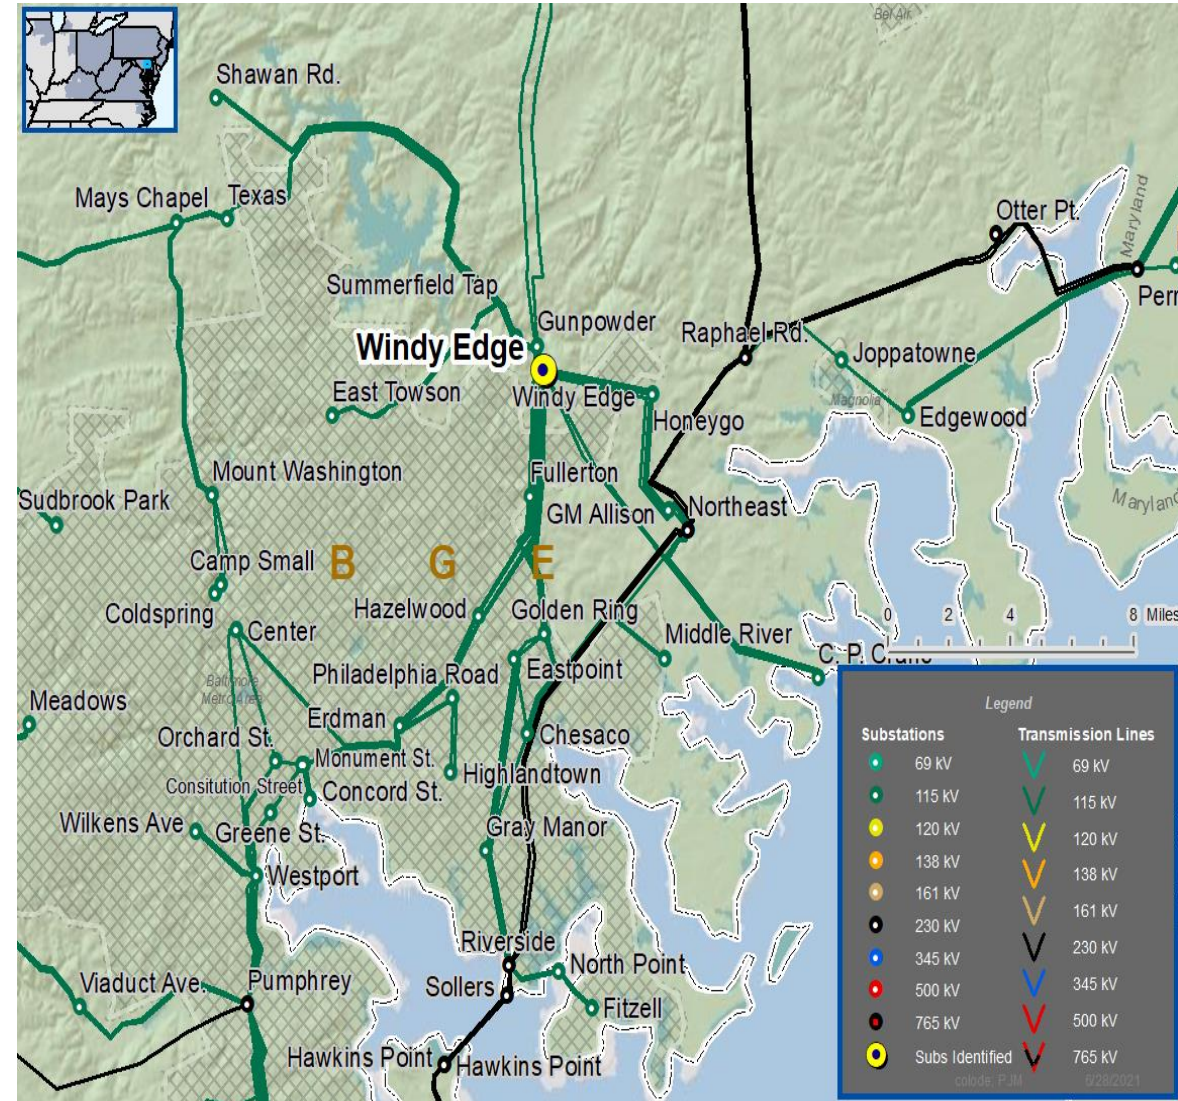 Bel Air
Shawan Rd.
Mays Chapel
Texas
Otter Pt.
Maryland
Summerfield Tap
Perr
Gunpowder
Windy Edge
Raphael Rd.
Joppatowne
East Towson
Windy Edge
Magnolia
Honeygo
Edgewood
Mount Washington
Fullerton
Sudbrook Park
GM Allison
Northeast
Maryland
Camp Small
B G E
Coldspring
Hazelwood
Golden Ring
0 2 4 8 Miles
Center
Middle River
C. P. Crane
Eastpoint
Baltimore
Metro Area
Philadelphia Road
Meadows
Erdman
Orchard St.
Monument St.
Chesaco
Highlandtown
Consitution Street
Concord St.
Wilkens Ave
Greene St.
Gray Manor
Westport
Riverside
North Point
Viaduct Ave.
Pumphrey
Sollers
Fitzell
Hawkins Point
Hawkins Point
Legend
Substations
69 kV
115 kV
120 kV
138 kV
161 kV
230 kV
345 kV
500 kV
765 kV
Subs Identified
Transmission Lines
69 kV
115 kV
120 kV
138 kV
161 kV
230 kV
345 kV
500 kV
765 kV
colode: PJM
6/28/2021